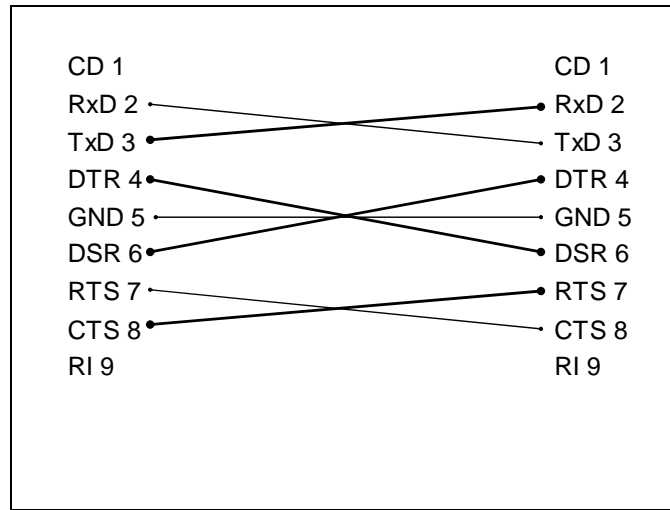 CD 1 CD 1
RxD 2 RxD 2
TxD 3 TxD 3
DTR 4 DTR 4
GND 5 GND 5
DSR 6 DSR 6
RTS 7 RTS 7
CTS 8 CTS 8
RI 9 RI 9